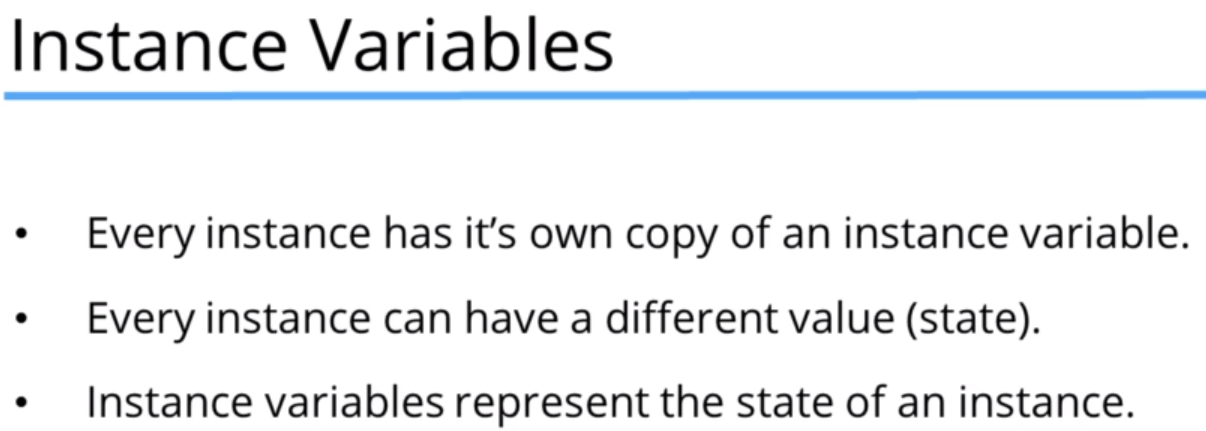 Instance Variables
• Every instance has it’s own copy of an instance variable.
• Every instance can have a different value (state).
• Instance variables represent the state of an instance.